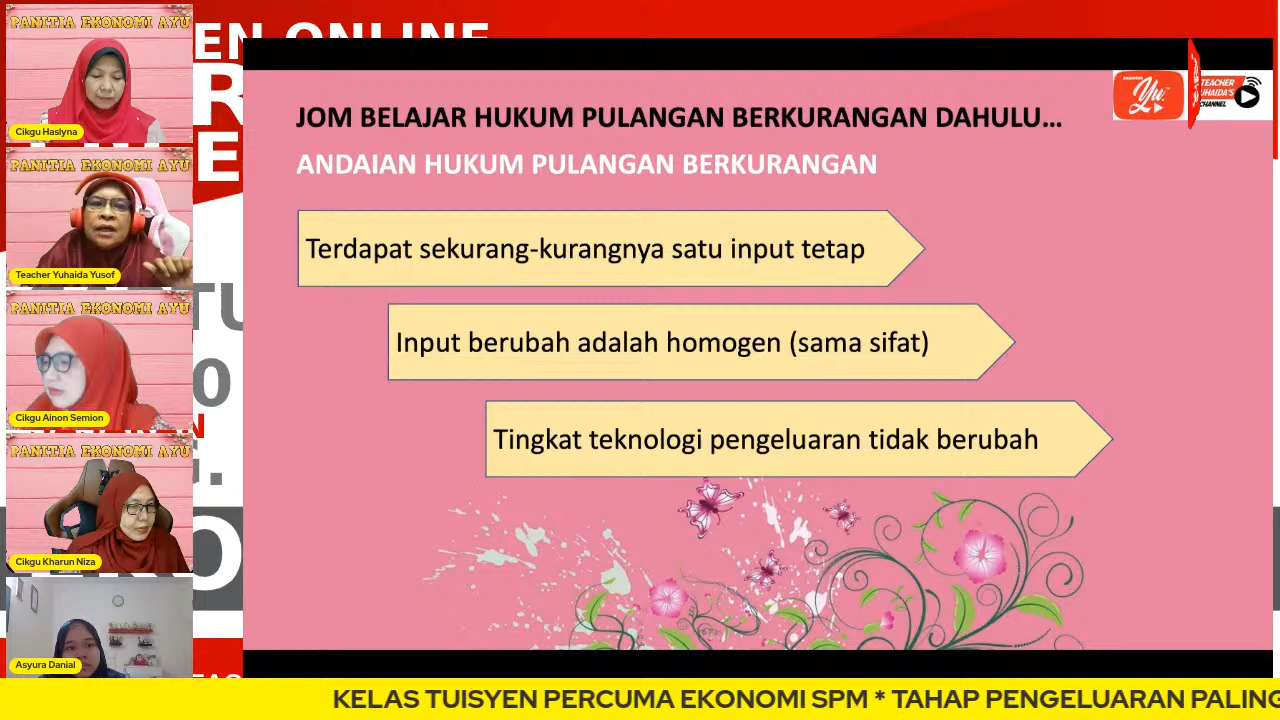 PANITIA EKONOMI AYU
Cikgu Haslyna
PANITIA EKONOMI AYU
Teacher Yuhaida Yusof
PANITIA EKONOMI AYU
Cikgu Ainon Semion
PANITIA EKONOMI AYU
Cikgu Kharun Niza
Asyura Danial
ONLINE
JOM BELAJAR HUKUM PULANGAN BERKURANGAN DAHULU...
ANDAIAN HUKUM PULANGAN BERKURANGAN
Terdapat sekurang-kurangnya satu input tetap
Input berubah adalah homogen (sama sifat)
Tingkat teknologi pengeluaran tidak berubah
Yu
TEACHER
CHANNEL
KELAS TUISYEN PERCUMA EKONOMI SPM * TAHAP PENGELUARAN PALING